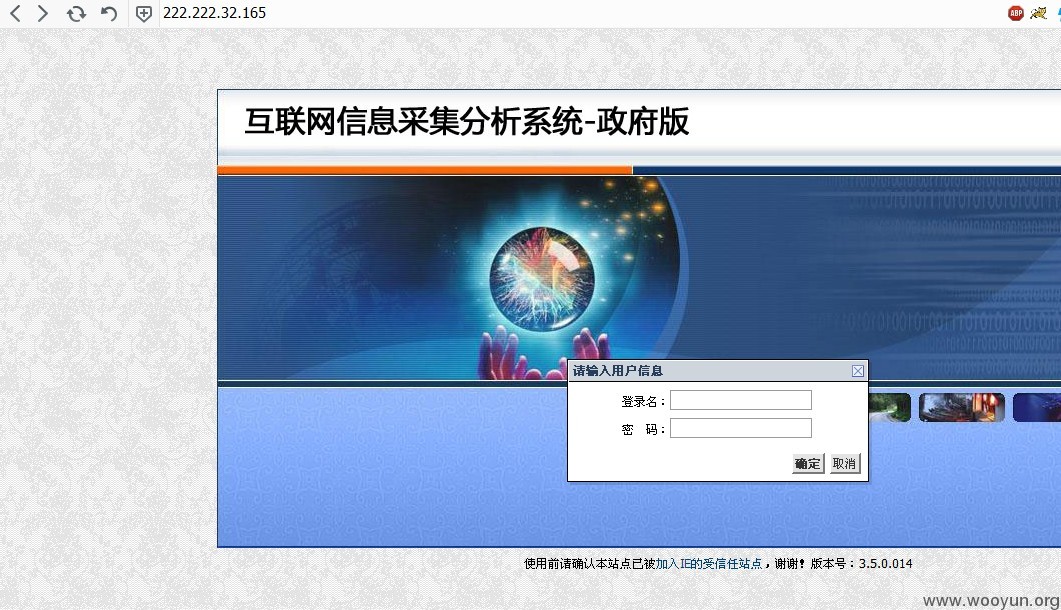 222.222.32.165
ABP
互联网信息采集分析系统-政府版
请输入用户信息
登录名：
密 码：
确定 取消
使用前请确认本站点已被加入IE的受信任站点，谢谢！版本号：3.5.0.014
www.wooyun.org